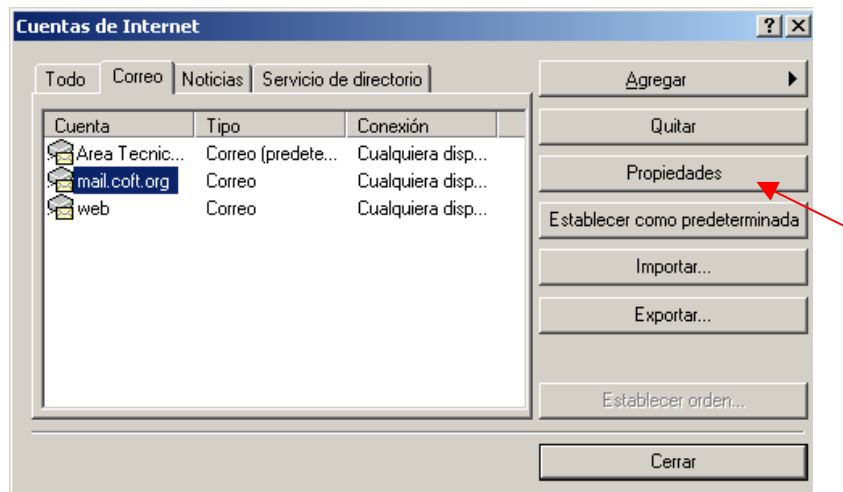 Cuentas de Internet
Todo Correo Noticias Servicio de directorio
Cuenta Tipo Conexión
Area Tecnic... Correo (predete... Cualquiera disp...
mail.coft.org Correo Cualquiera disp...
web Correo Cualquiera disp...
Agregar
Quitar
Propiedades
Establecer como predeterminada
Importar...
Exportar...
Establecer orden...
Cerrar